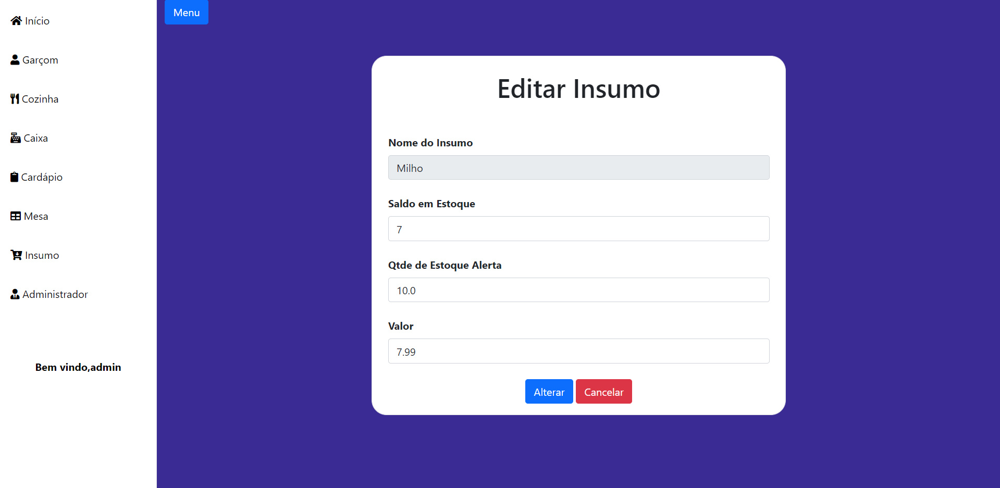 Início
Garçom
Cozinha
Caixa
Cardápio
Mesa
Insumo
Administrador
Bem vindo,admin
Menu
Editar Insumo
Nome do Insumo
Milho
Saldo em Estoque
7
Qtde de Estoque Alerta
10.0
Valor
7.99
Alterar Cancelar